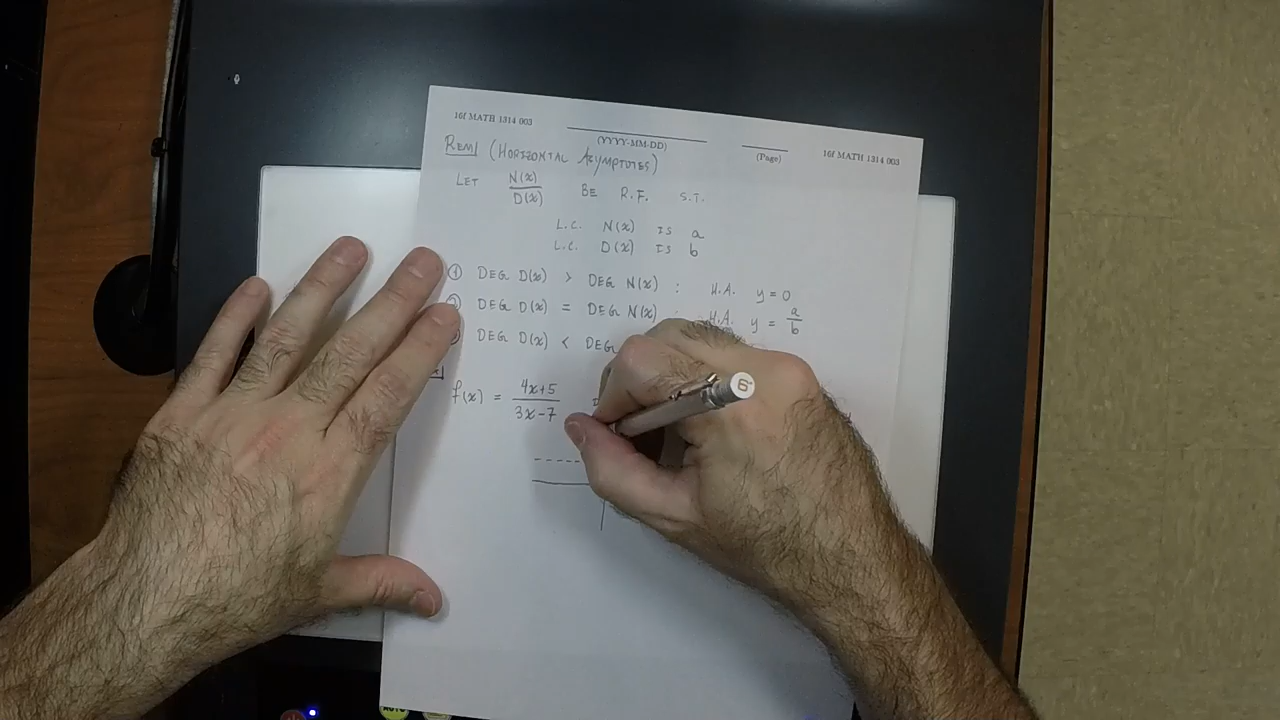 16f MATH 1314 003 (YYYY-MM-DD) (Page) 16f MATH 1314 003
REM (HORIZONTAL ASYMPTOTES)
LET N(x)/D(x) BE R.F. S.T.
L.C. N(x) IS a
L.C. D(x) IS b
① DEG D(x) > DEG N(x) : H.A. y = 0
② DEG D(x) = DEG N(x) : H.A. y = a/b
DEG D(x) < DEG
f(x) = 4x+5/3x-7